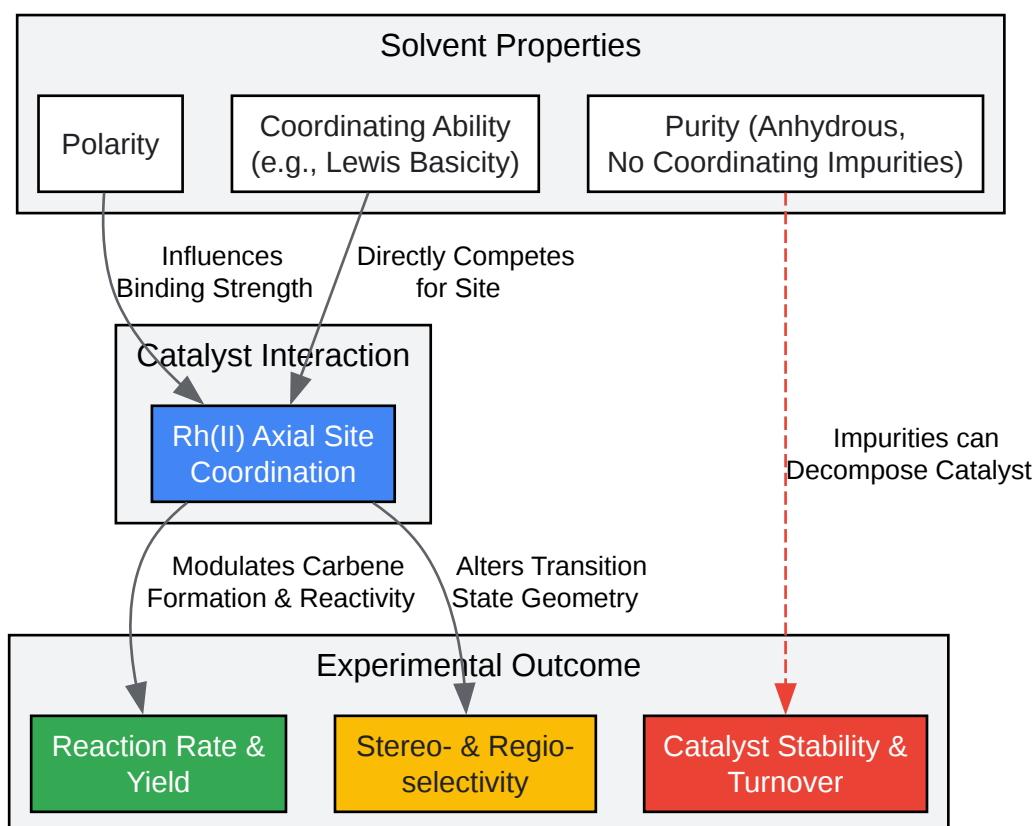 Solvent Properties
Polarity
Coordinating Ability
(e.g., Lewis Basicity)
Purity (Anhydrous,
No Coordinating Impurities)
Influences
Binding Strength
Directly Competes
for Site
Catalyst Interaction
Rh(II) Axial Site
Coordination
Impurities can
Decompose Catalyst
Modulates Carbene
Formation & Reactivity
Alters Transition
State Geometry
Experimental Outcome
Reaction Rate &
Yield
Stereo- & Regio-
selectivity
Catalyst Stability &
Turnover